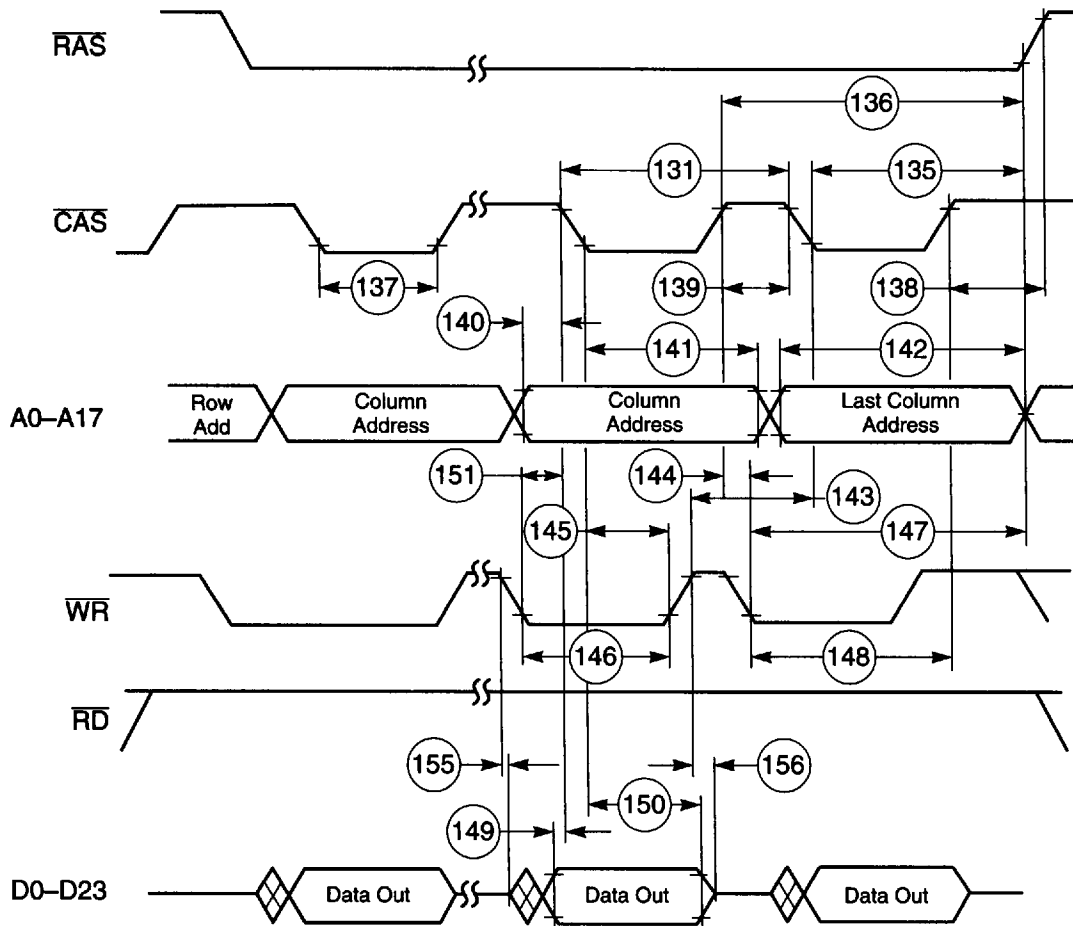 RAS
136
131
135
CAS
137
139
138
140
141
142
A0–A17
Row
Add
Column
Address
Column
Address
Last Column
Address
151
144
143
145
147
WR
146
148
RD
155
156
150
149
D0–D23
Data Out
Data Out
Data Out